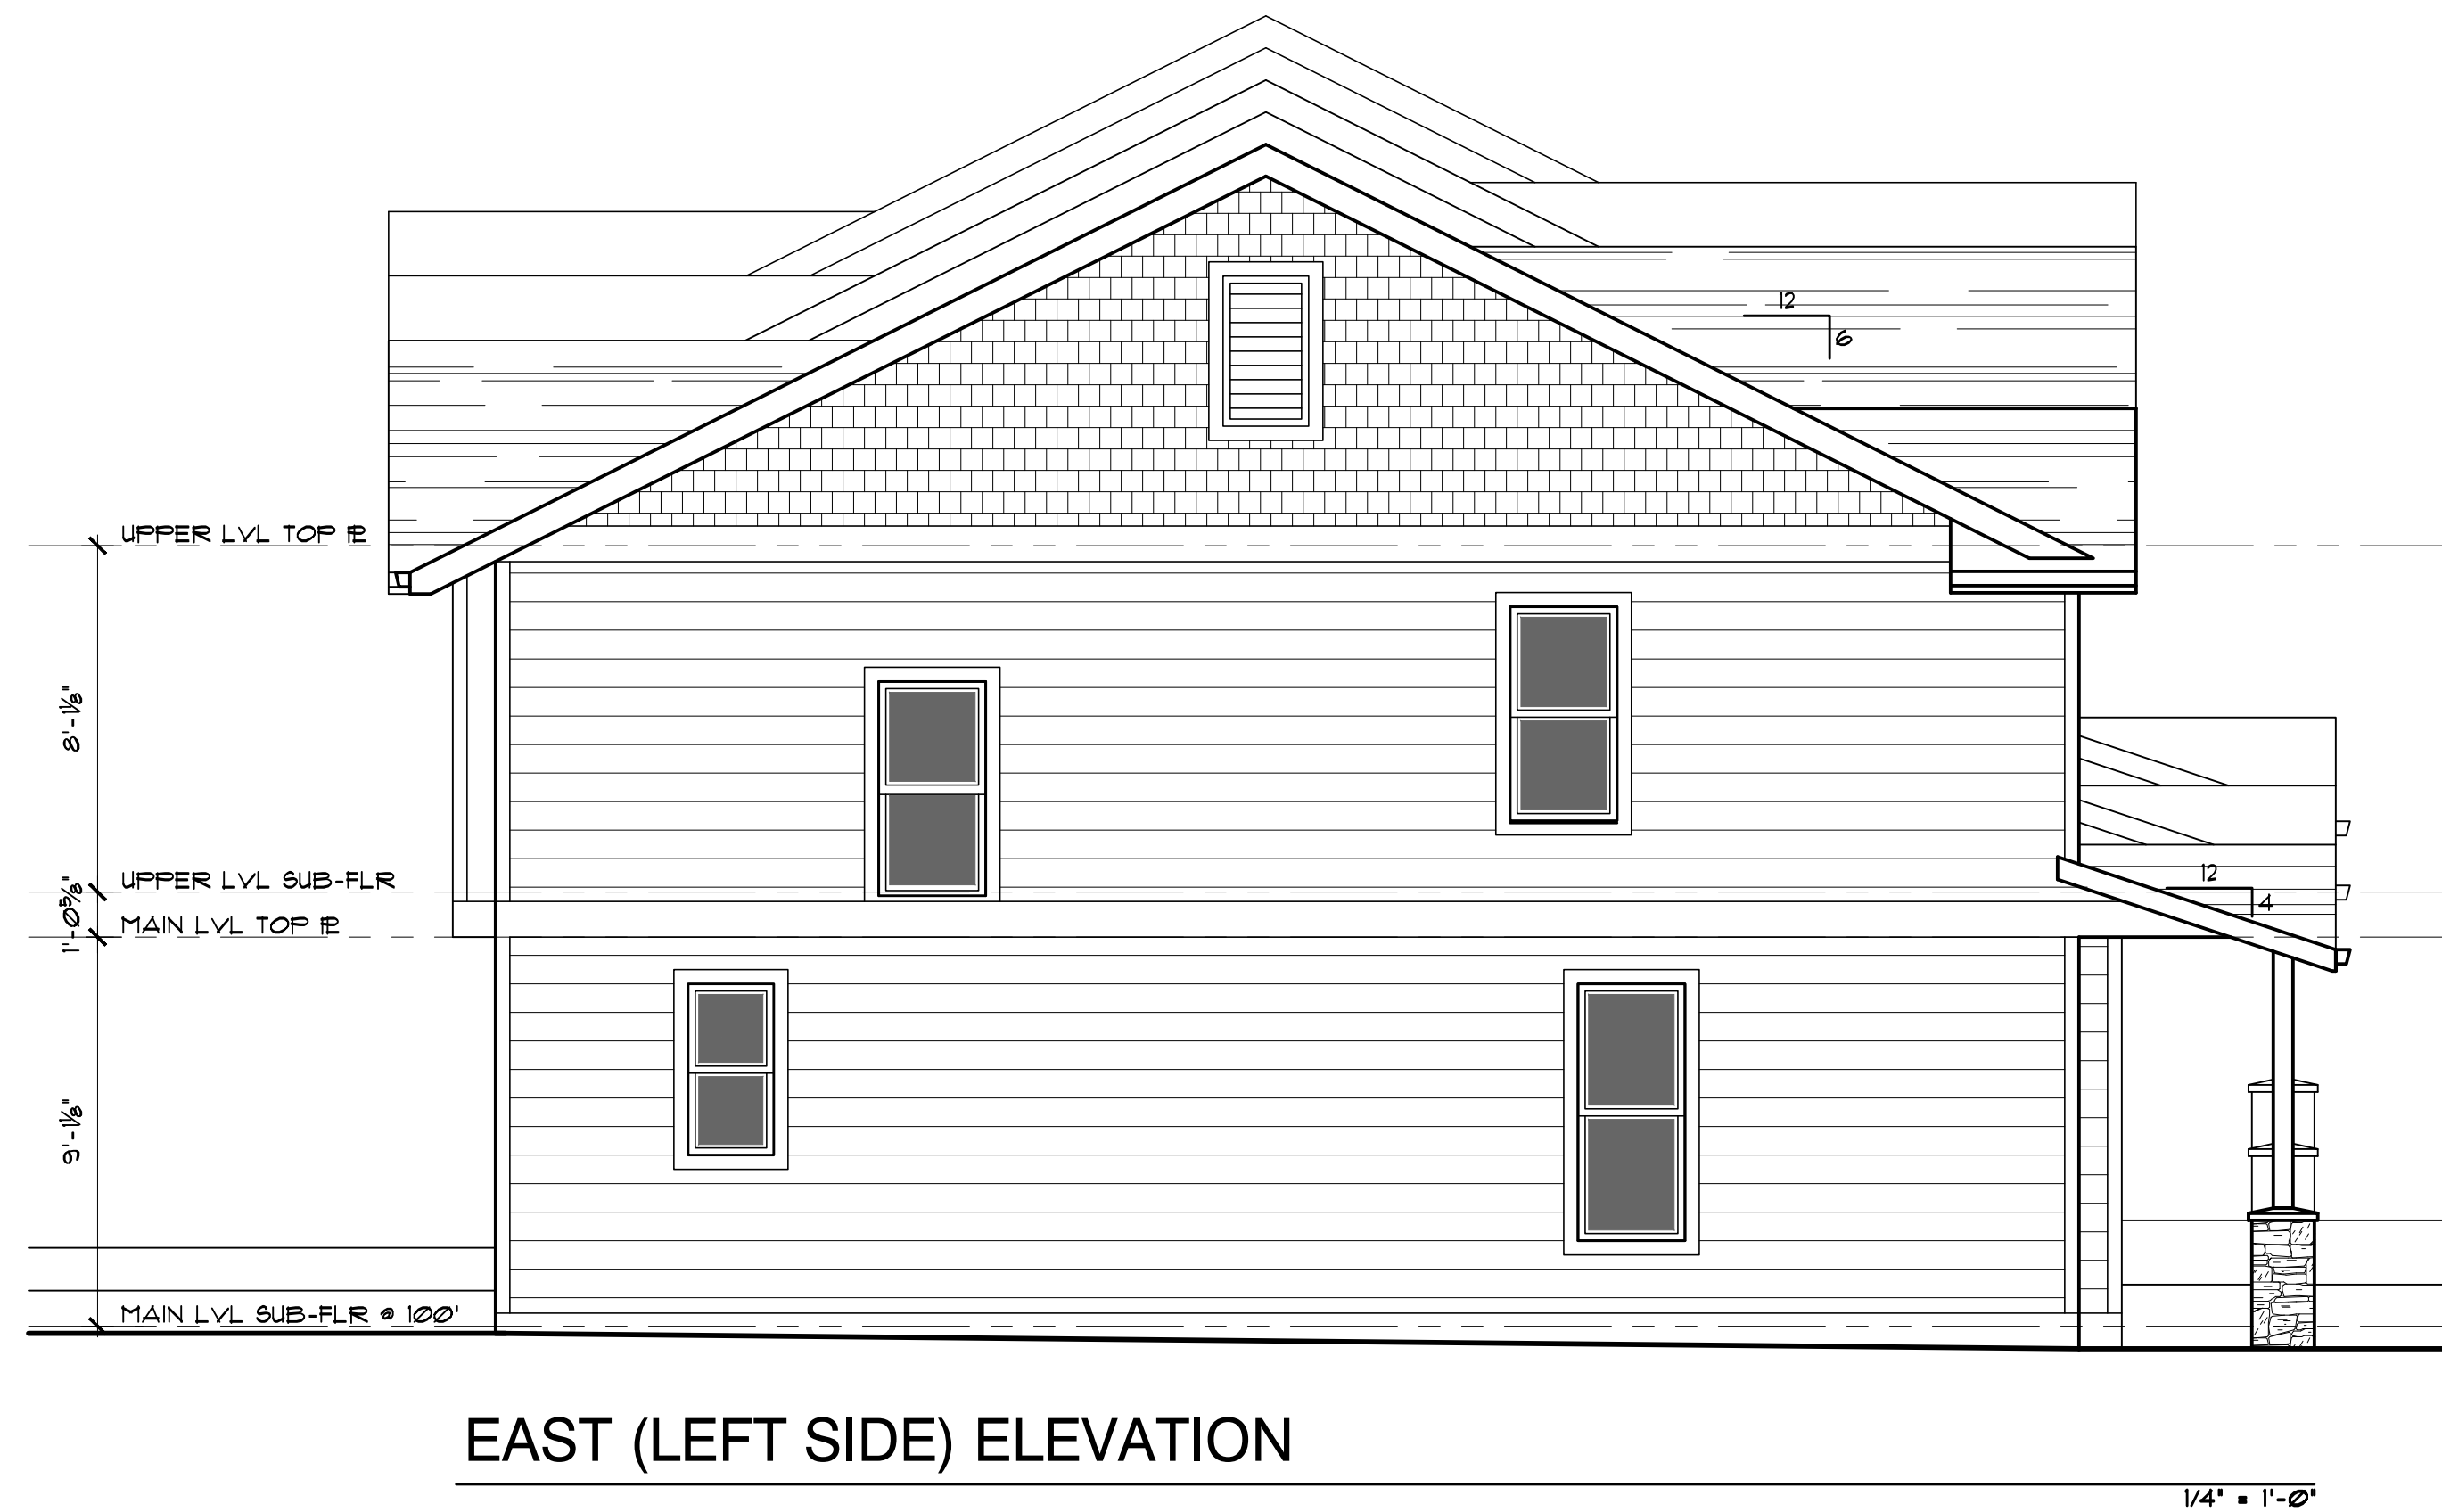 12
6
UPPER LVL TOP PL
8'-1⅛"
UPPER LVL SUB-FLR
1'-0⅝"
MAIN LVL TOP PL
12
4
9'-1⅛"
MAIN LVL SUB-FLR @ 100'
EAST (LEFT SIDE) ELEVATION
1/4" = 1'-0"